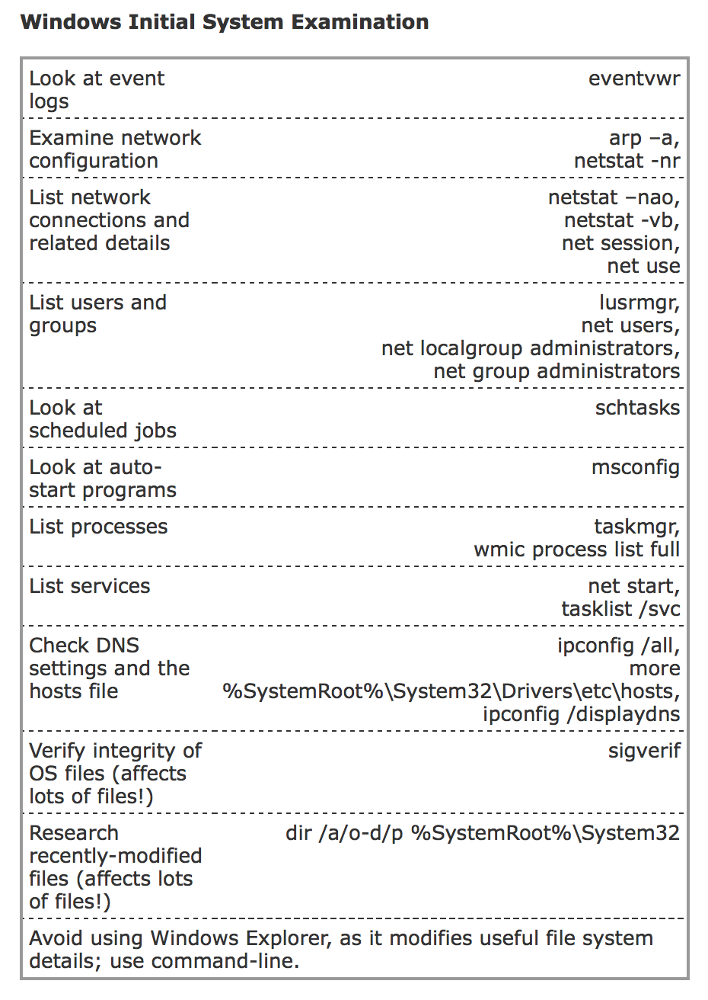 Windows Initial System Examination
Look at event
logs
eventvwr
Examine network
configuration
arp –a,
netstat -nr
List network
connections and
related details
netstat –nao,
netstat -vb,
net session,
net use
List users and
groups
lusrmgr,
net users,
net localgroup administrators,
net group administrators
Look at
scheduled jobs
schtasks
Look at auto-
start programs
msconfig
List processes
taskmgr,
wmic process list full
List services
net start,
tasklist /svc
Check DNS
settings and the
hosts file
ipconfig /all,
more
%SystemRoot%\System32\Drivers\etc\hosts,
ipconfig /displaydns
Verify integrity of
OS files (affects
lots of files!)
sigverif
Research
recently-modified
files (affects lots
of files!)
dir /a/o-d/p %SystemRoot%\System32
Avoid using Windows Explorer, as it modifies useful file system
details; use command-line.